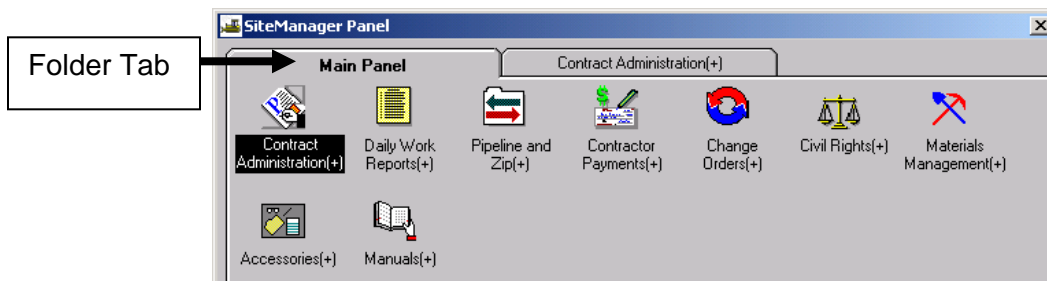 SiteManager Panel
Folder Tab
Main Panel
Contract Administration(+)
Contract
Administration(+)
Daily Work
Reports(+)
Pipeline and
Zip(+)
Contractor
Payments(+)
Change
Orders(+)
Civil Rights(+)
Materials
Management(+)
Accessories(+)
Manuals(+)